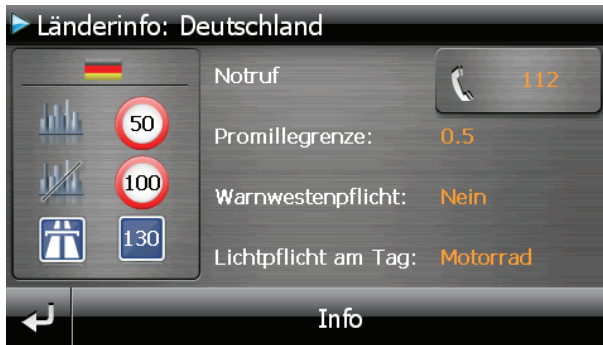 Länderinfo: Deutschland
50
100
130
Notruf 112
Promillegrenze: 0.5
Warnwestenpflicht: Nein
Lichtpflicht am Tag: Motorrad
Info